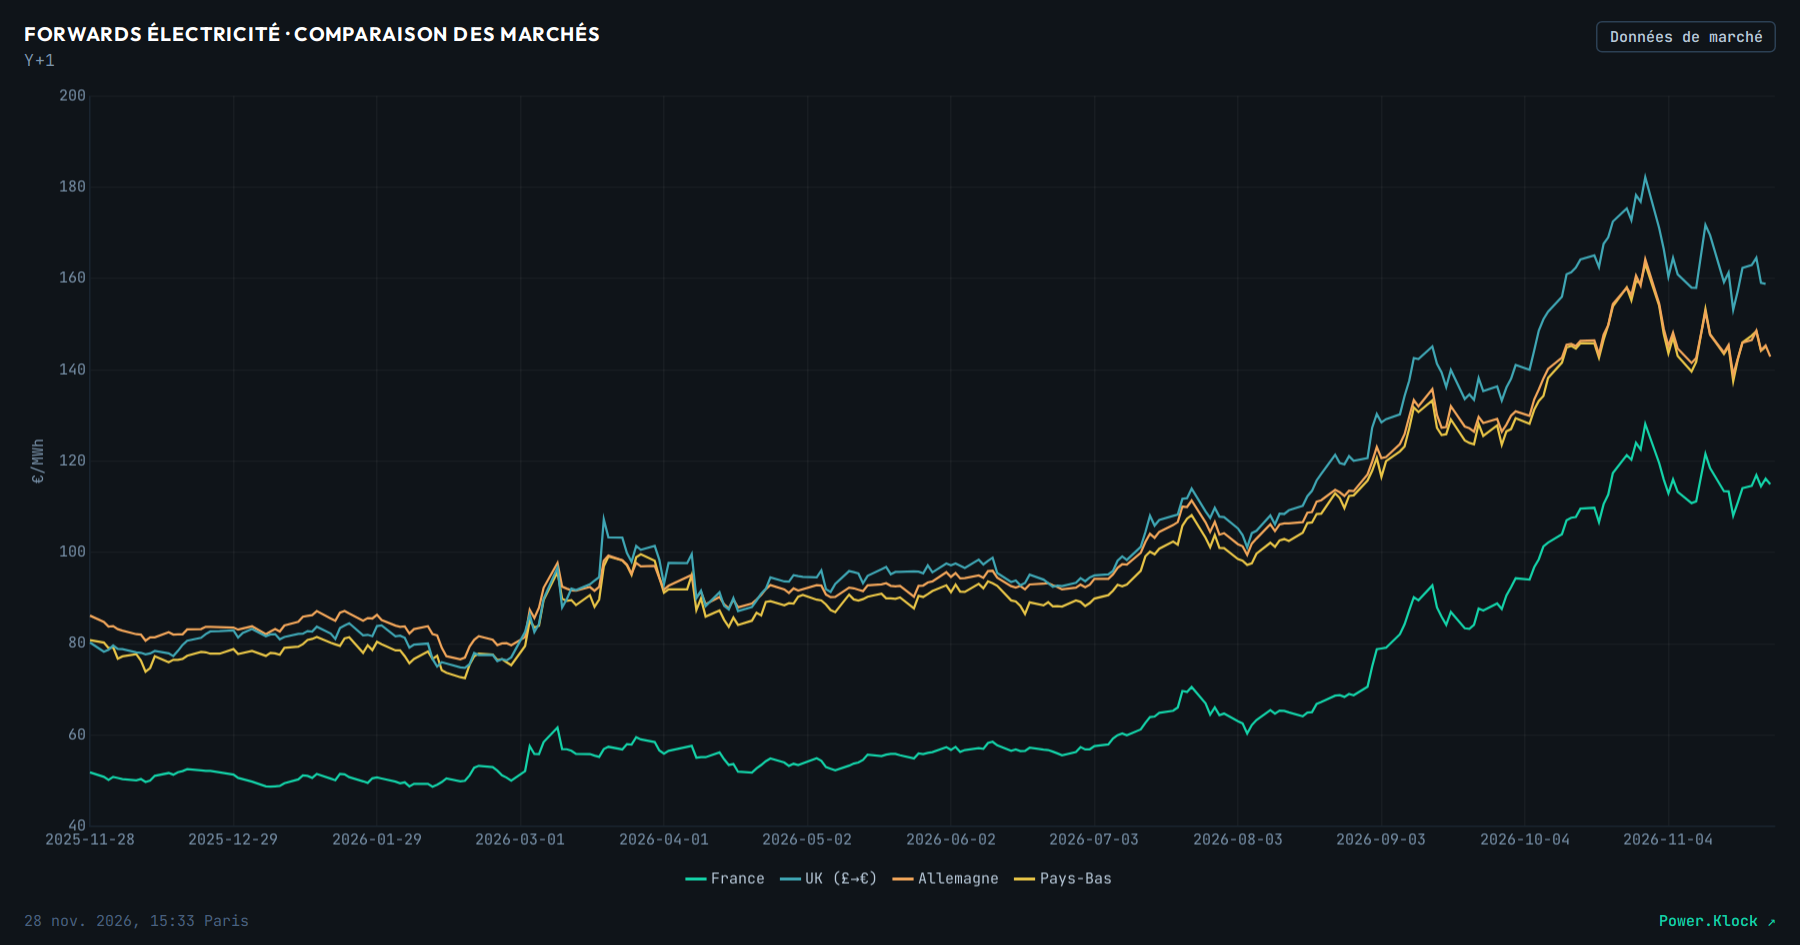 FORWARDS ÉLECTRICITÉ · COMPARAISON DES MARCHÉS
Données de marché
Y+1
200
180
160
140
120
100
80
60
40
€/MWh
2025-11-28 2025-12-29 2026-01-29 2026-03-01 2026-04-01 2026-05-02 2026-06-02 2026-07-03 2026-08-03 2026-09-03 2026-10-04 2026-11-04
France UK (£→€) Allemagne Pays-Bas
28 nov. 2026, 15:33 Paris
Power.Klock ↗